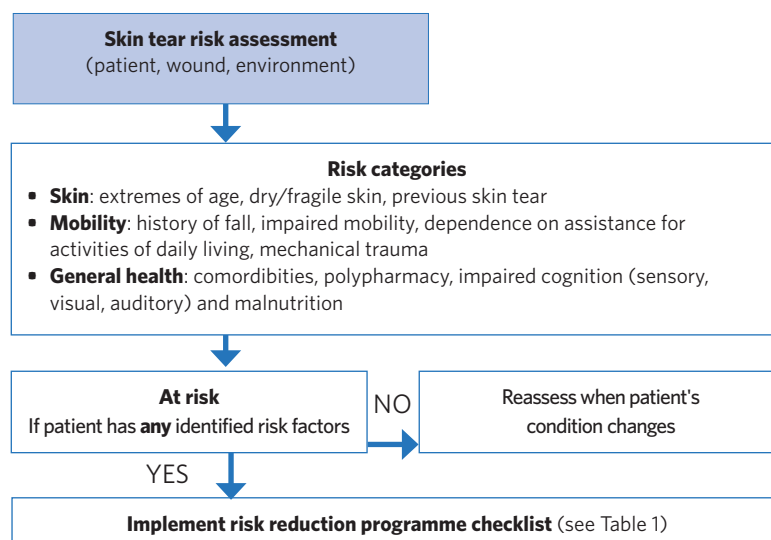 Skin tear risk assessment
(patient, wound, environment)
Risk categories
• Skin: extremes of age, dry/fragile skin, previous skin tear
• Mobility: history of fall, impaired mobility, dependence on assistance for
activities of daily living, mechanical trauma
• General health: comordibities, polypharmacy, impaired cognition (sensory,
visual, auditory) and malnutrition
At risk
If patient has any identified risk factors
NO
Reassess when patient's
condition changes
YES
Implement risk reduction programme checklist (see Table 1)